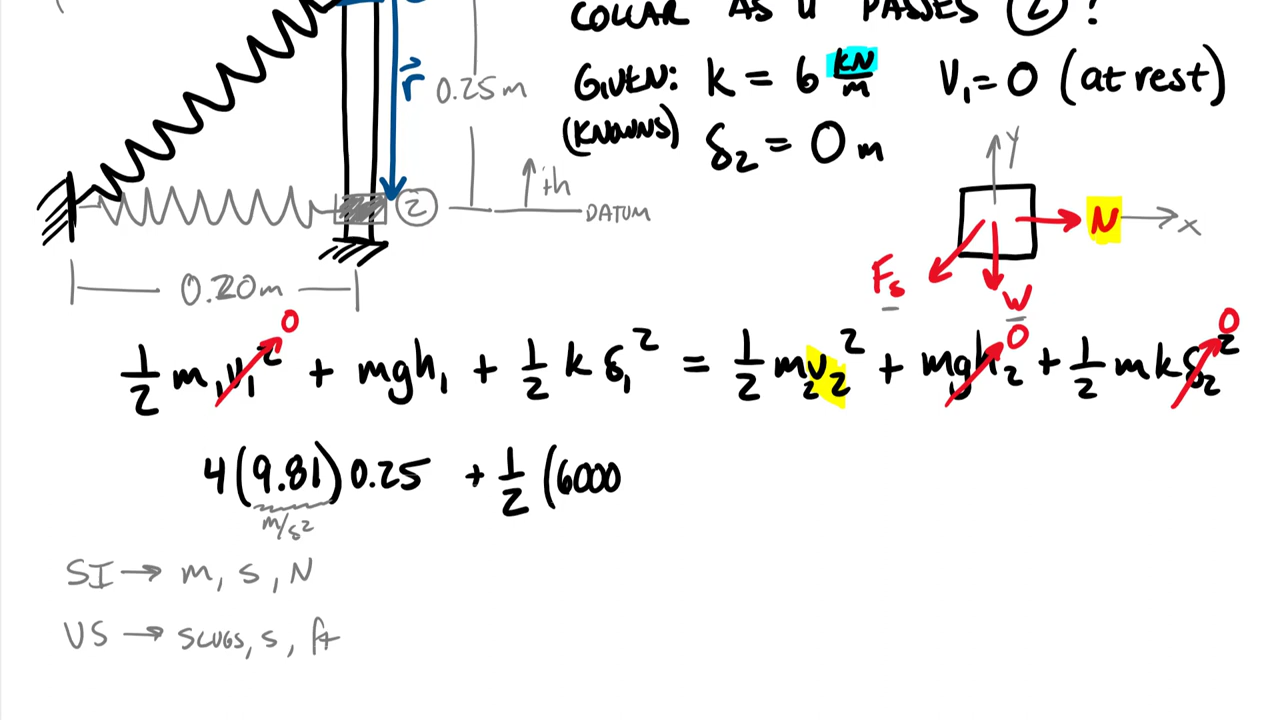 COLLAR AS IT PASSES ② ?
GIVEN: k = 6 kN/m V₁=0 (at rest)
(KNOWNS) δ₂ = 0 m
r⃗ 0.25m
② +h DATUM
0.20m
y
N x
Fs W
½ m₁v₁² 0 + mgh₁ + ½ k δ₁² = ½ m₂v₂² + mgh₂ 0 + ½ m k δ₂² 0
4(9.81)0.25 + ½ (6000
m/s²
SI → m, s, N
US → SLUGS, s, ft